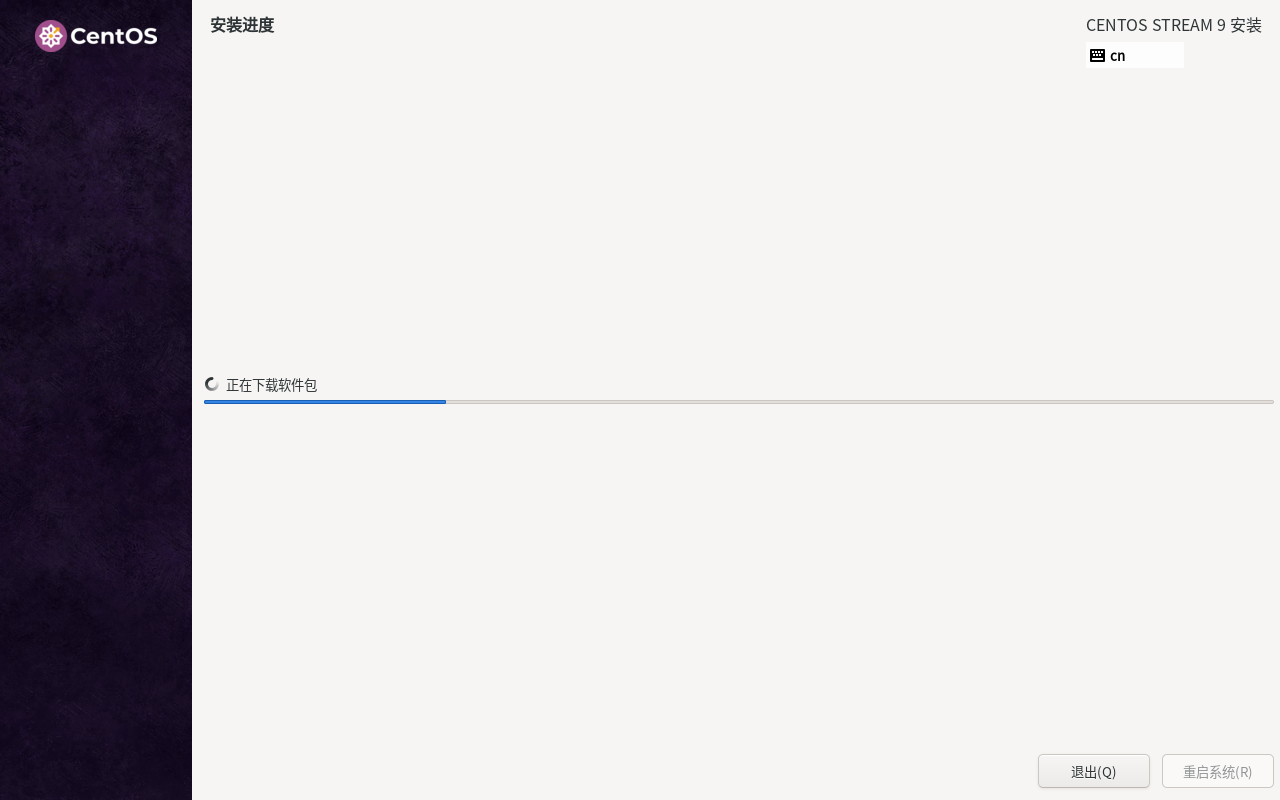 CentOS
安装进度
CENTOS STREAM 9 安装
cn
正在下载软件包
退出(Q)
重启系统(R)